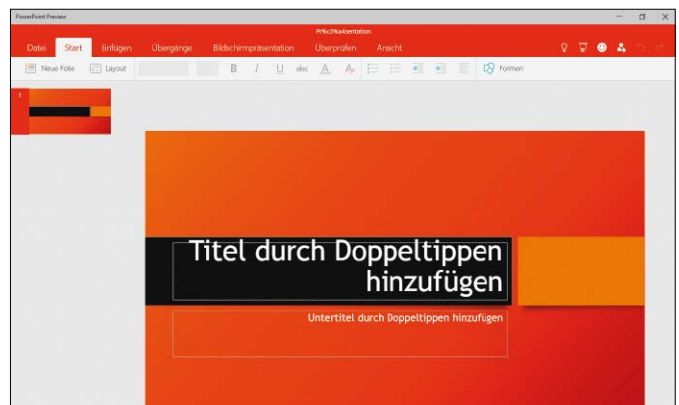 PowerPoint Preview
Pr%c3%a4sentation
Datei Start Einfügen Übergänge Bildschirmpräsentation Überprüfen Ansicht
Neue Folie Layout B I U abc A A Formen
1
Titel durch Doppeltippen
hinzufügen
Untertitel durch Doppeltippen hinzufügen